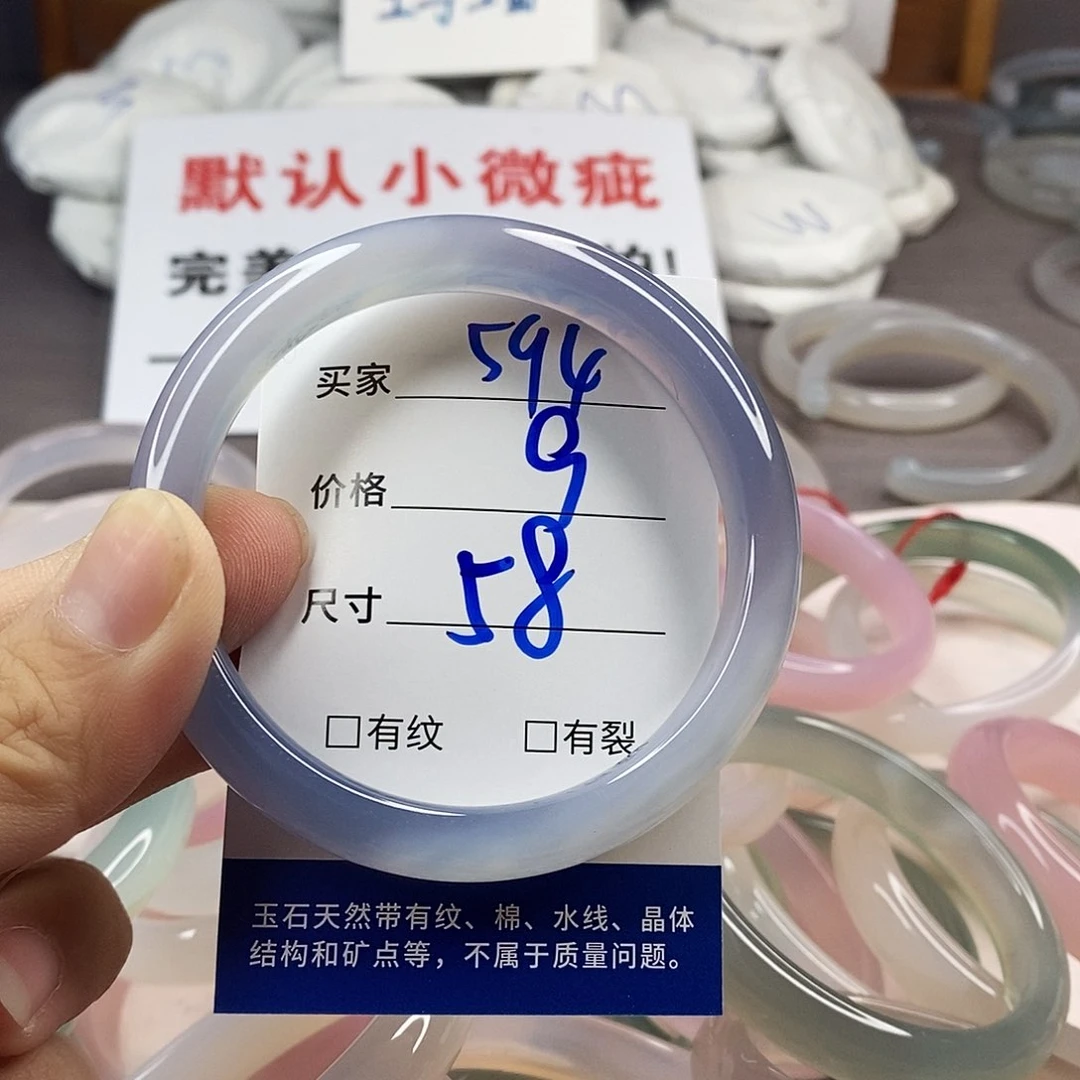 默认小微疵
完美
买家 594
价格 9
尺寸 58
□有纹 □有裂
玉石天然带有纹、棉、水线、晶体
结构和矿点等，不属于质量问题。